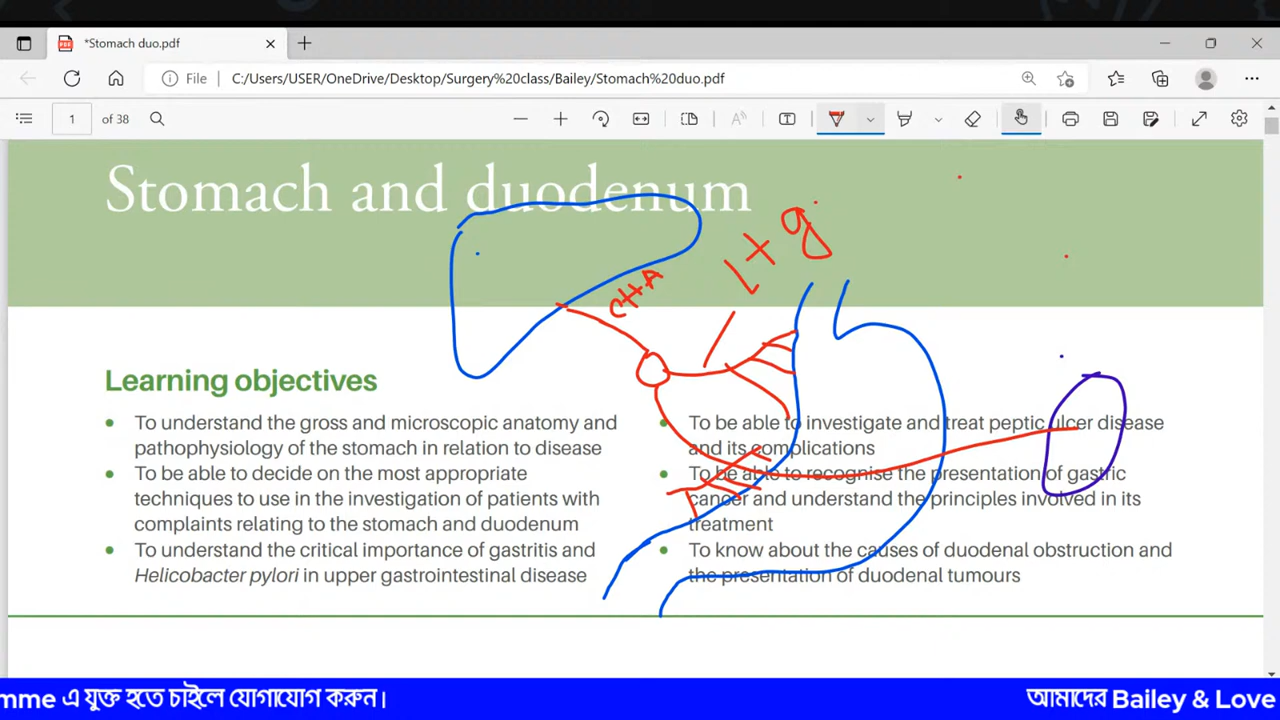 *Stomach duo.pdf
File
C:/Users/USER/OneDrive/Desktop/Surgery%20class/Bailey/Stomach%20duo.pdf
1 of 38
Stomach and duodenum
CHA
Learning objectives
• To understand the gross and microscopic anatomy and
pathophysiology of the stomach in relation to disease
• To be able to decide on the most appropriate
techniques to use in the investigation of patients with
complaints relating to the stomach and duodenum
• To understand the critical importance of gastritis and
Helicobacter pylori in upper gastrointestinal disease
• To be able to investigate and treat peptic ulcer disease
and its complications
• To be able to recognise the presentation of gastric
cancer and understand the principles involved in its
treatment
• To know about the causes of duodenal obstruction and
the presentation of duodenal tumours
mme এ যুক্ত হতে চাইলে যোগাযোগ করুন।
আমাদের Bailey & Love